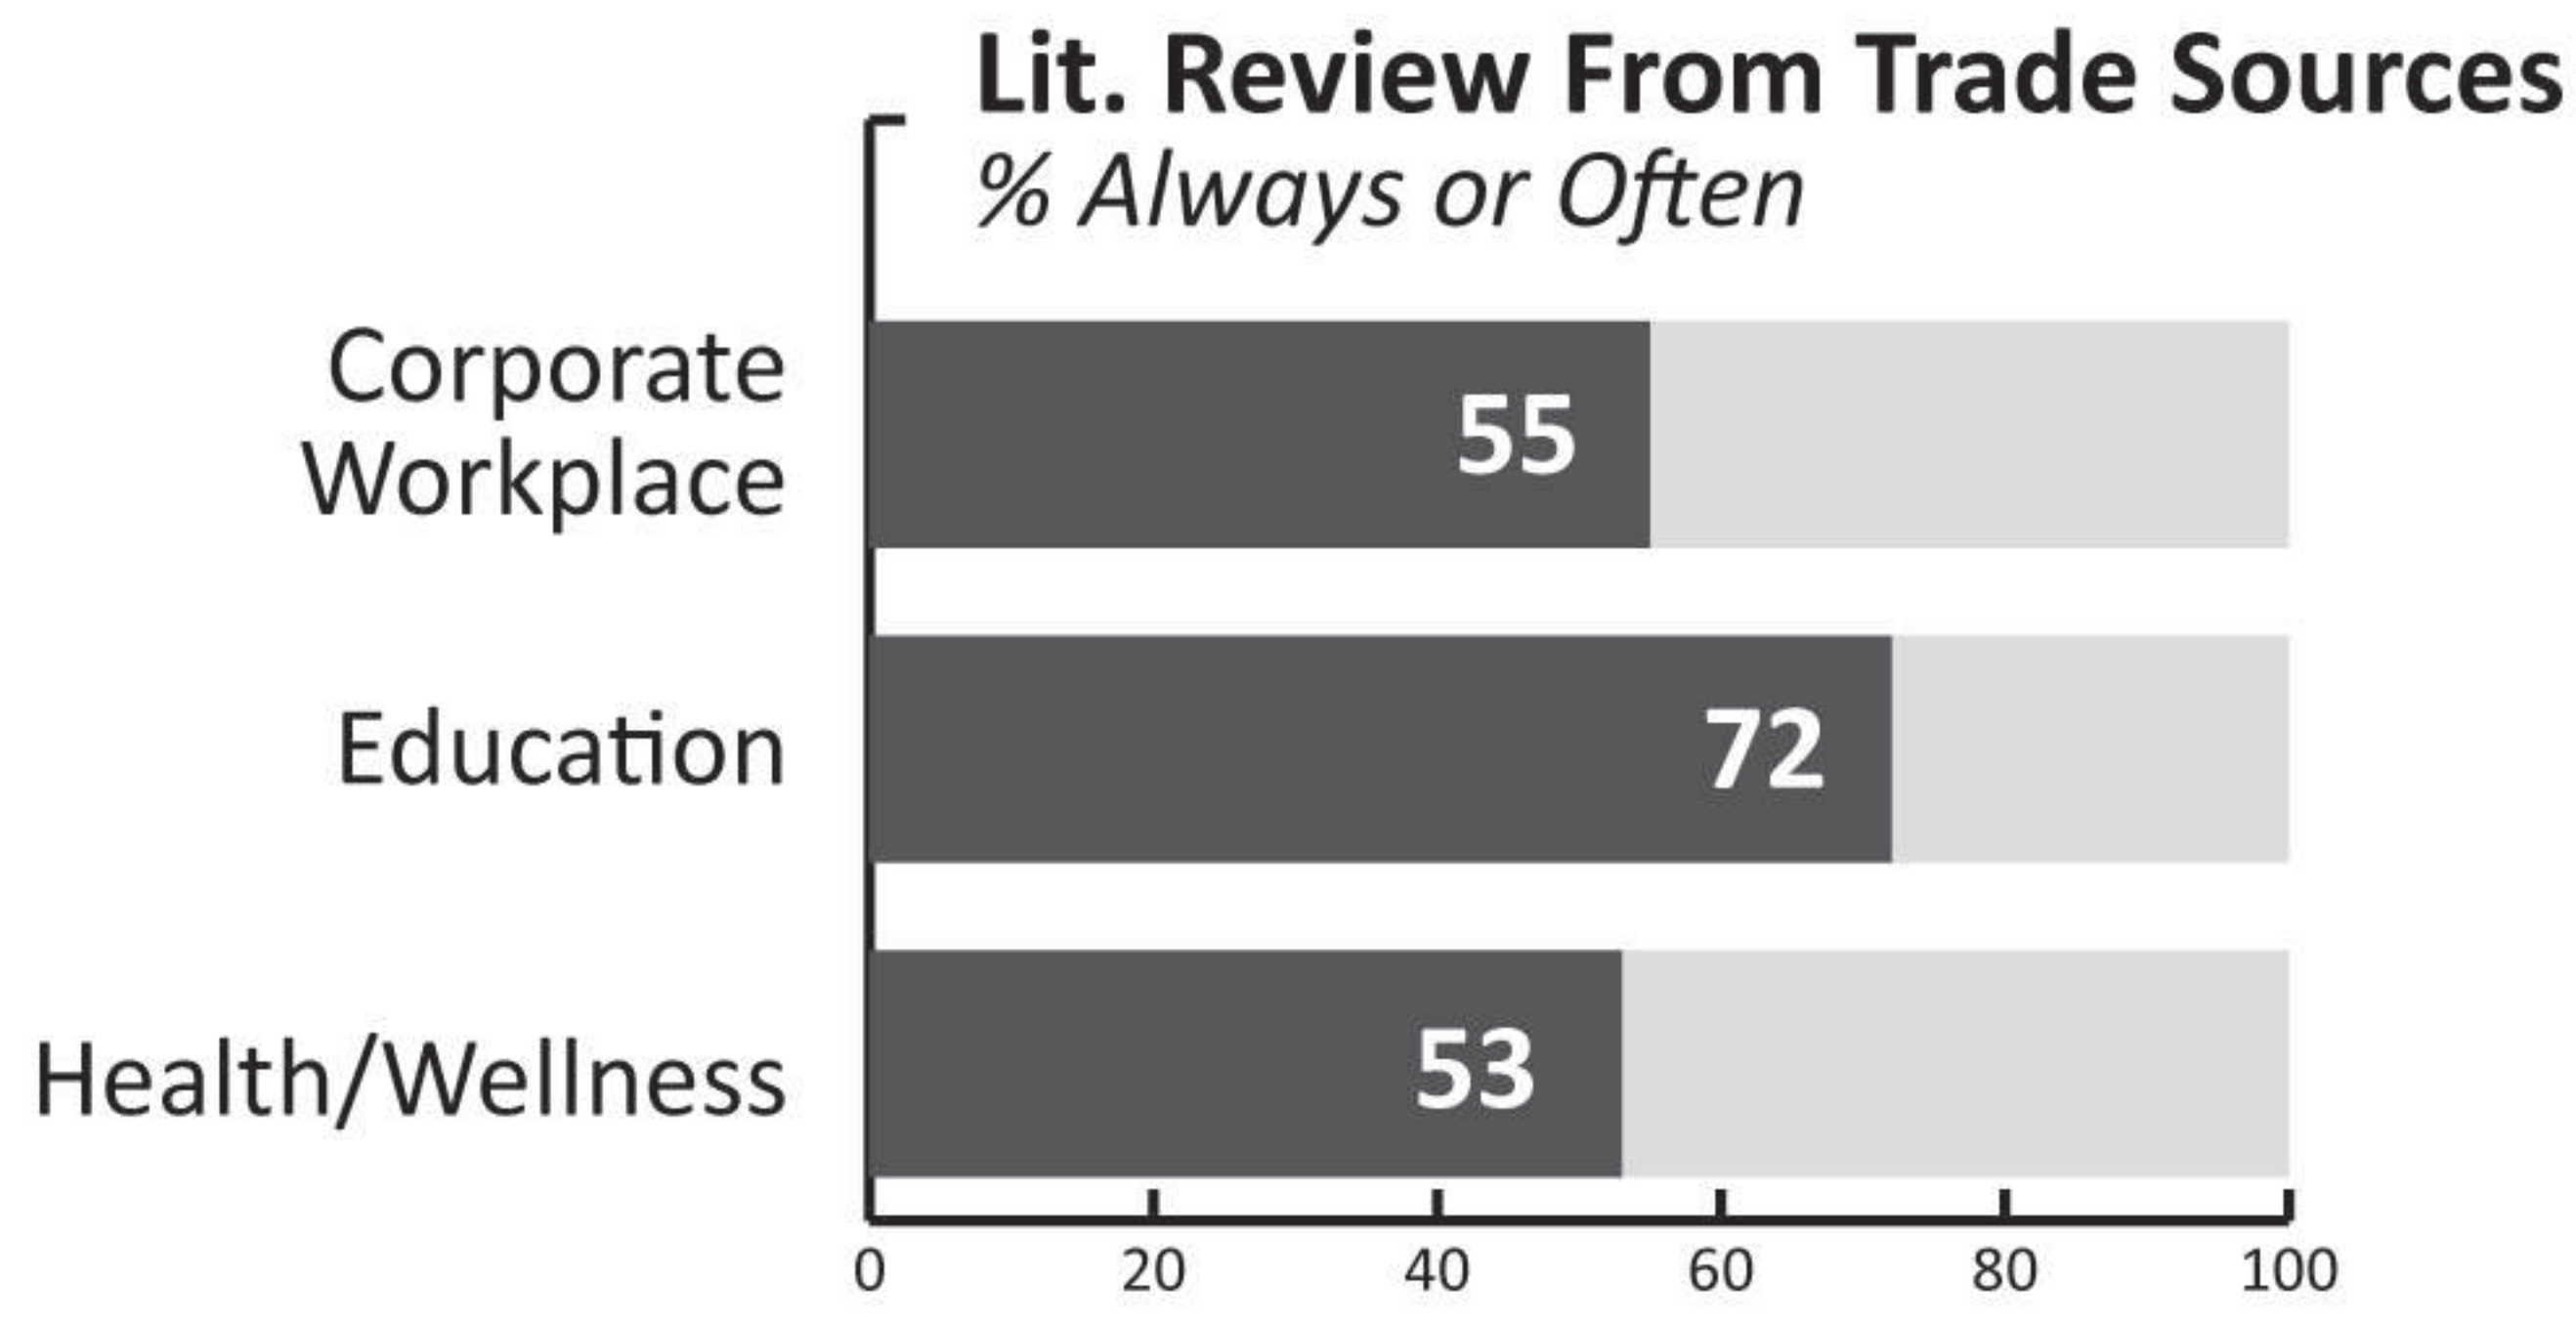 Lit. Review From Trade Sources
% Always or Often
Corporate
Workplace
55
Education
72
Health/Wellness
53
0 20 40 60 80 100